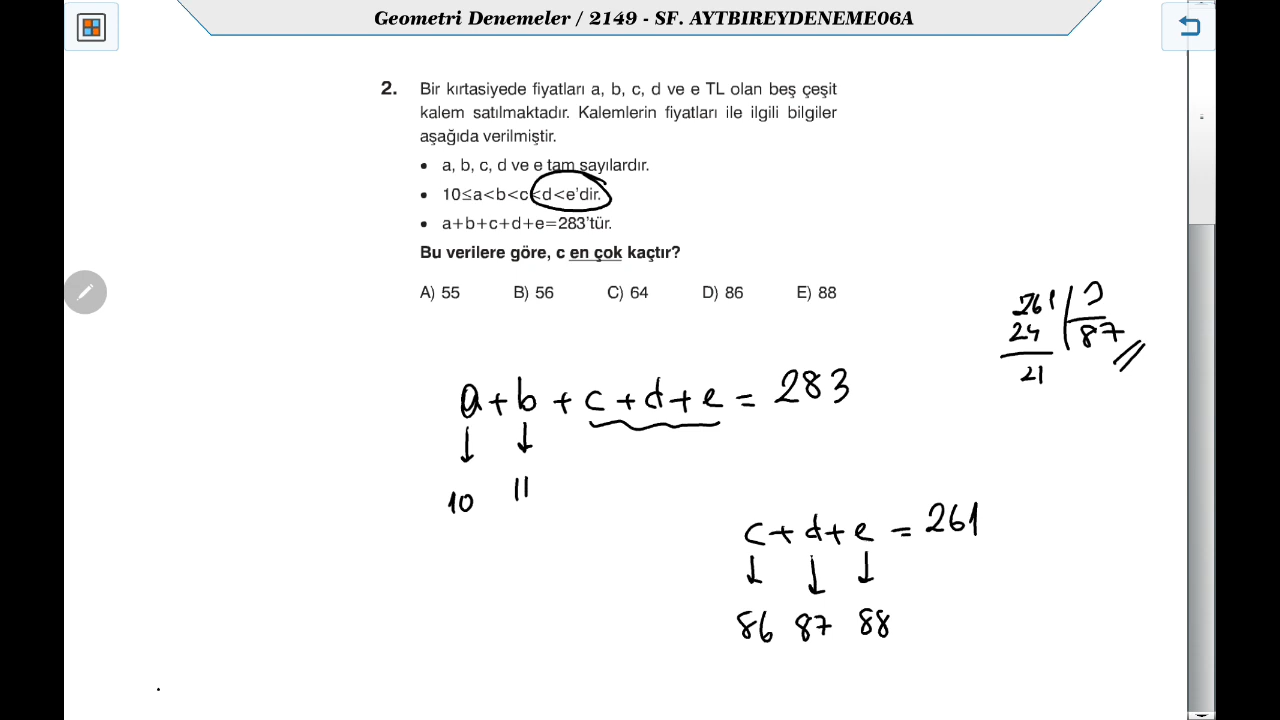 Geometri Denemeler / 2149 - SF. AYTBIREYDENEME06A
2. Bir kırtasiyede fiyatları a, b, c, d ve e TL olan beş çeşit
kalem satılmaktadır. Kalemlerin fiyatları ile ilgili bilgiler
aşağıda verilmiştir.
• a, b, c, d ve e tam sayılardır.
• 10≤a<b<c<d<e'dir.
• a+b+c+d+e=283'tür.
Bu verilere göre, c en çok kaçtır?
A) 55 B) 56 C) 64 D) 86 E) 88
261 3
24 87
21
a+b+c+d+e=283
10 11
c+d+e=261
86 87 88